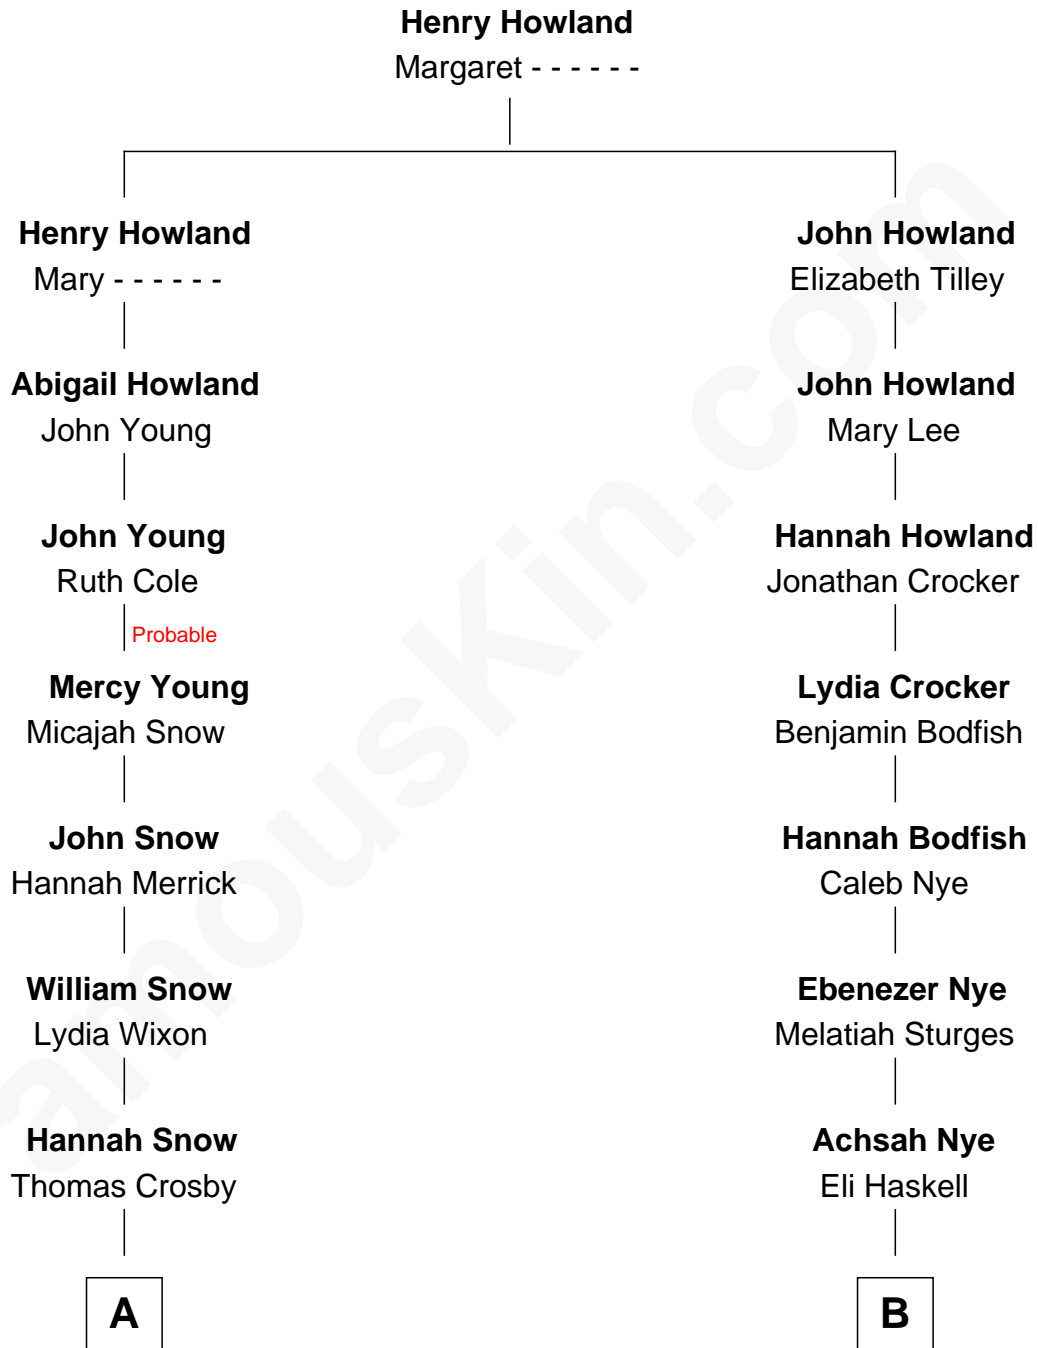 Henry Howland
Margaret - - - - - -
Henry Howland
Mary - - - - - -
John Howland
Elizabeth Tilley
Abigail Howland
John Young
John Howland
Mary Lee
John Young
Ruth Cole
Hannah Howland
Jonathan Crocker
Probable
Mercy Young
Micajah Snow
Lydia Crocker
Benjamin Bodfish
John Snow
Hannah Merrick
Hannah Bodfish
Caleb Nye
William Snow
Lydia Wixon
Ebenezer Nye
Melatiah Sturges
Hannah Snow
Thomas Crosby
Achsah Nye
Eli Haskell
A
B
amouskin.com